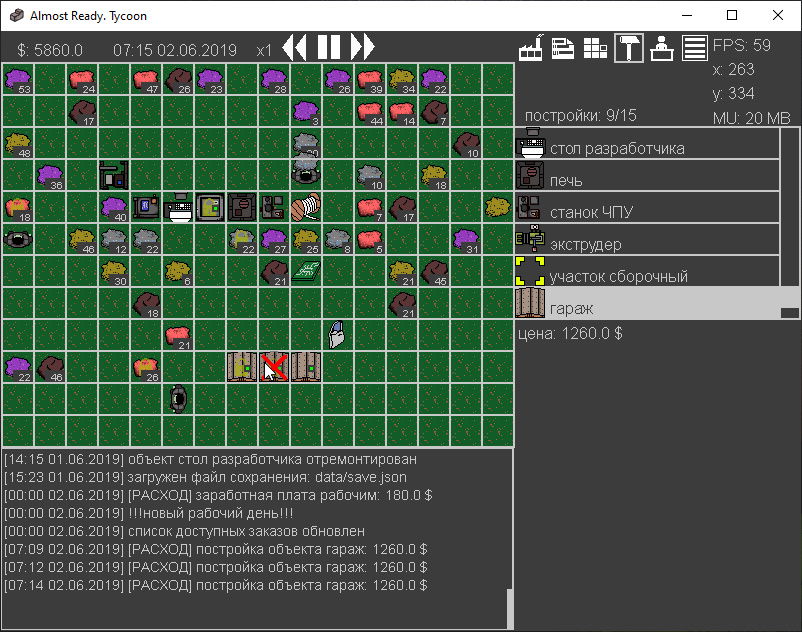 Almost Ready. Tycoon
$: 5860.0 07:15 02.06.2019 x1 FPS: 59
x: 263
y: 334
постройки: 9/15 MU: 20 MB
53 24 47 26 23 28 26 39 34 22
17 3 44 14 7
48 20 10
36 10 18
18 40 7 17
46 12 22 22 27 25 8 5 31
30 6 21 21 45
18 21
21
22 46 26
стол разработчика
печь
станок ЧПУ
экструдер
участок сборочный
гараж
цена: 1260.0 $
[14:15 01.06.2019] объект стол разработчика отремонтирован
[15:23 01.06.2019] загружен файл сохранения: data/save.json
[00:00 02.06.2019] [РАСХОД] заработная плата рабочим: 180.0 $
[00:00 02.06.2019] !!!новый рабочий день!!!
[00:00 02.06.2019] список доступных заказов обновлен
[07:09 02.06.2019] [РАСХОД] постройка объекта гараж: 1260.0 $
[07:12 02.06.2019] [РАСХОД] постройка объекта гараж: 1260.0 $
[07:14 02.06.2019] [РАСХОД] постройка объекта гараж: 1260.0 $